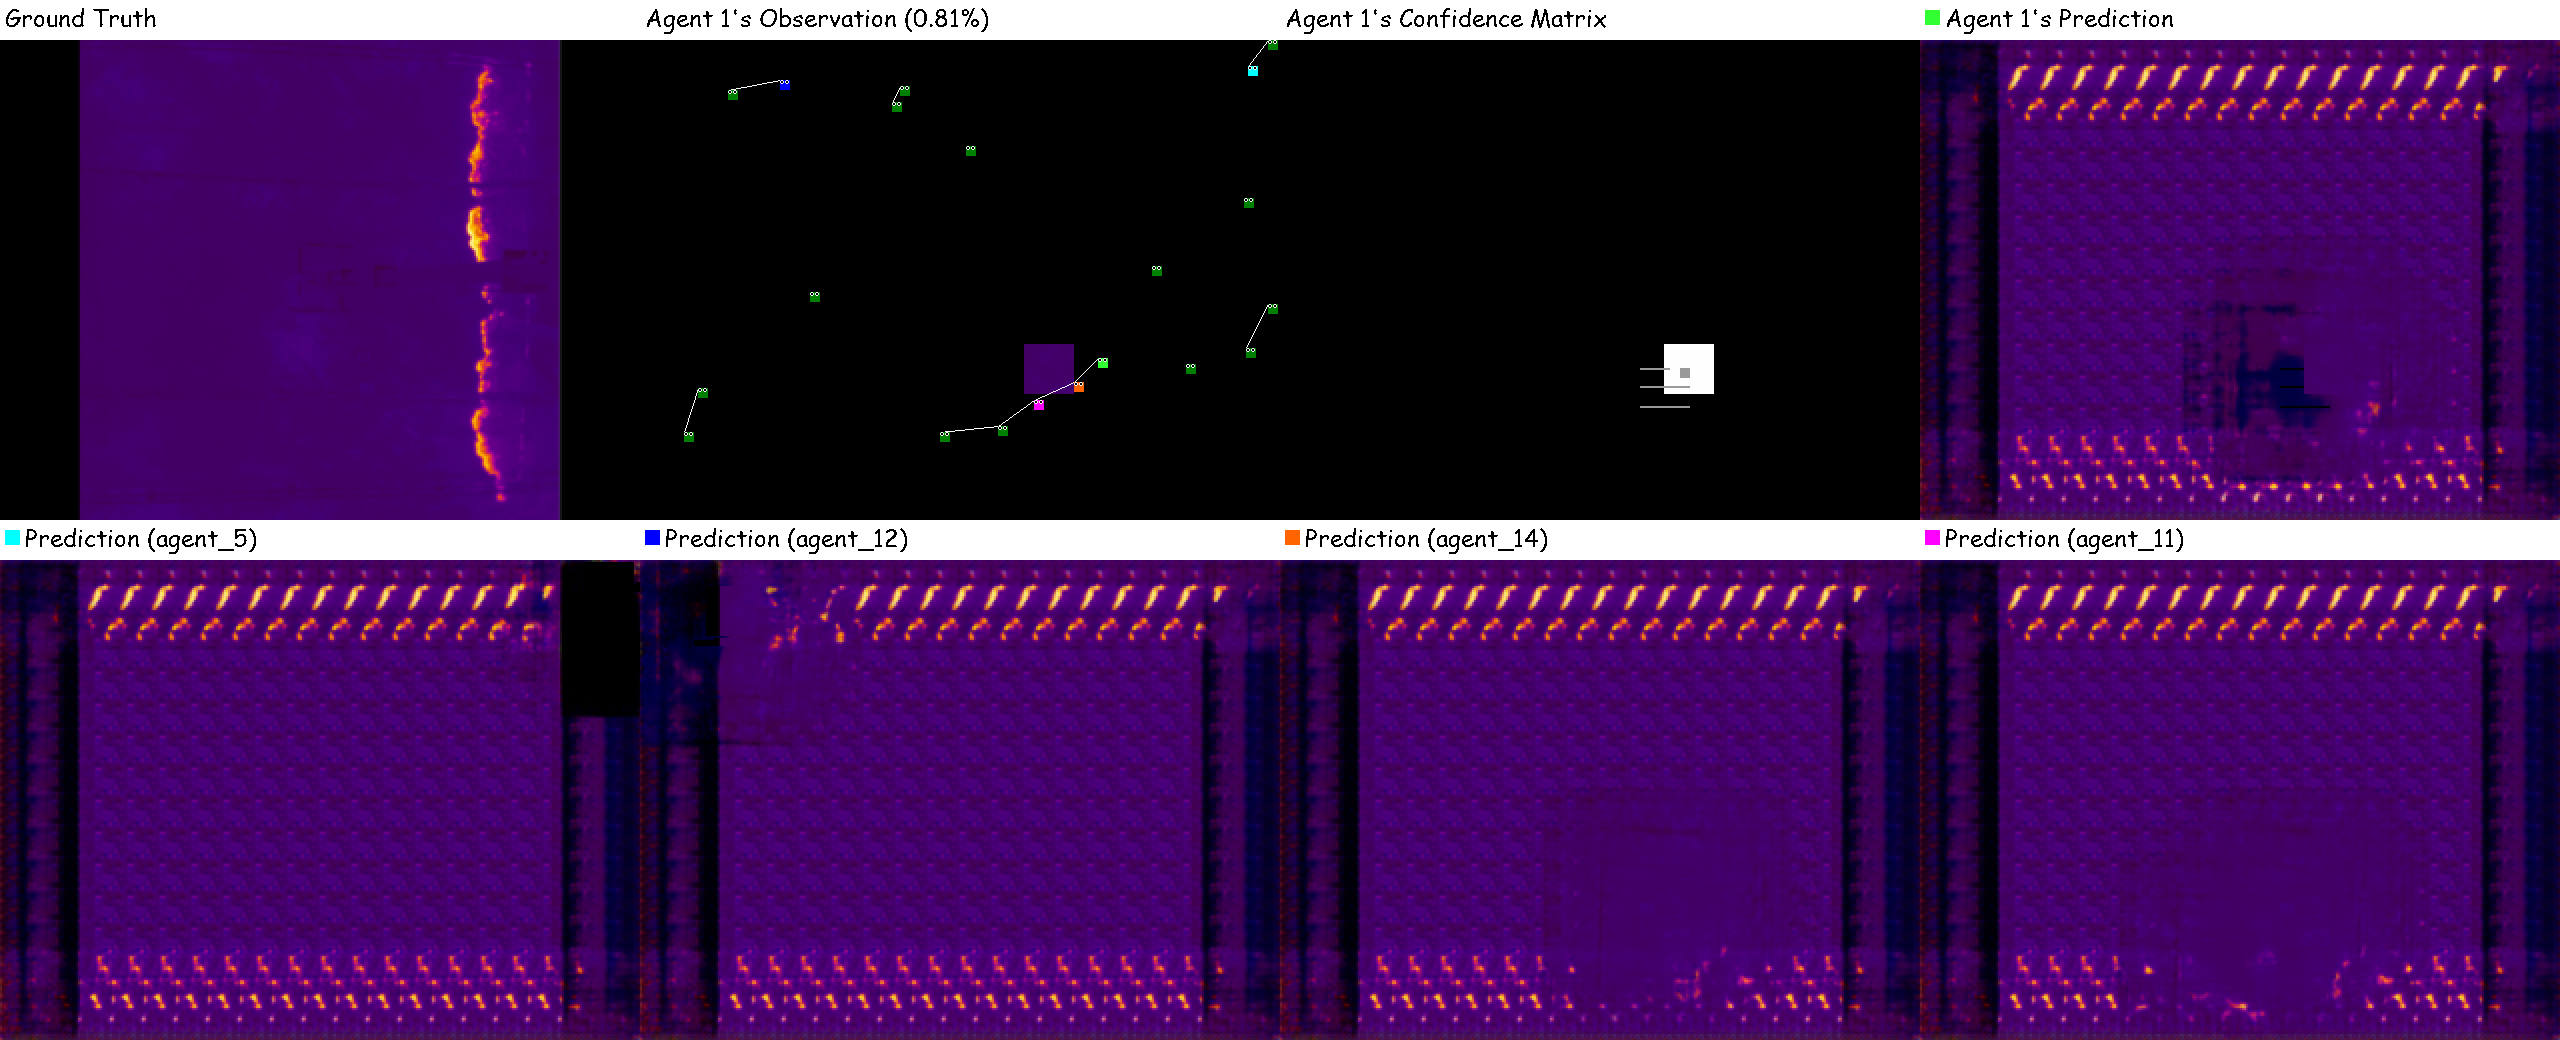 Ground Truth
Agent 1's Observation (0.81%)
Agent 1's Confidence Matrix
Agent 1's Prediction
Prediction (agent_5)
Prediction (agent_12)
Prediction (agent_14)
Prediction (agent_11)